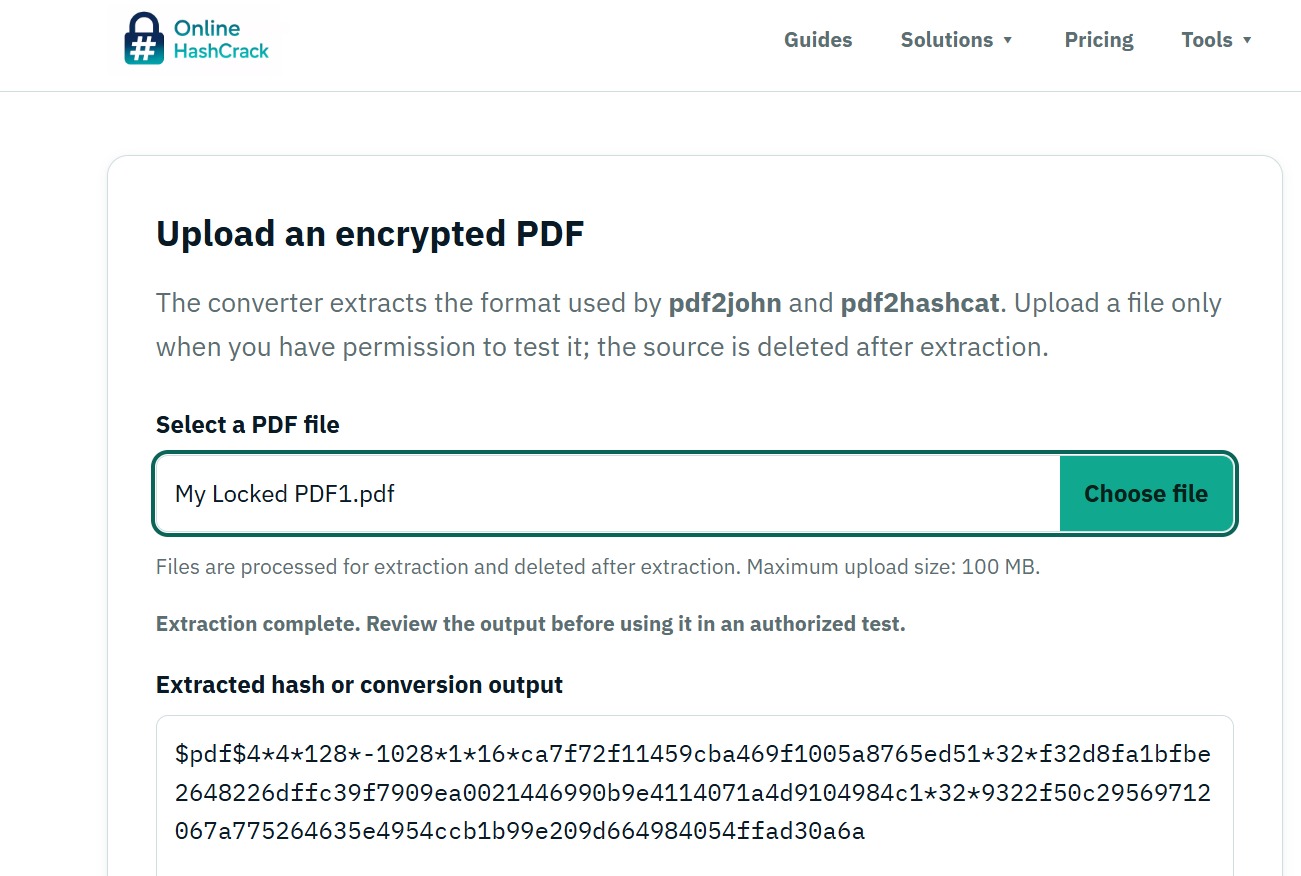 Online
HashCrack
Guides Solutions ▼ Pricing Tools ▼
Upload an encrypted PDF
The converter extracts the format used by pdf2john and pdf2hashcat. Upload a file only
when you have permission to test it; the source is deleted after extraction.
Select a PDF file
My Locked PDF1.pdf Choose file
Files are processed for extraction and deleted after extraction. Maximum upload size: 100 MB.
Extraction complete. Review the output before using it in an authorized test.
Extracted hash or conversion output
$pdf$4*4*128*-1028*1*16*ca7f72f11459cba469f1005a8765ed51*32*f32d8fa1bfbe
2648226dffc39f7909ea0021446990b9e4114071a4d9104984c1*32*9322f50c29569712
067a775264635e4954ccb1b99e209d664984054ffad30a6a